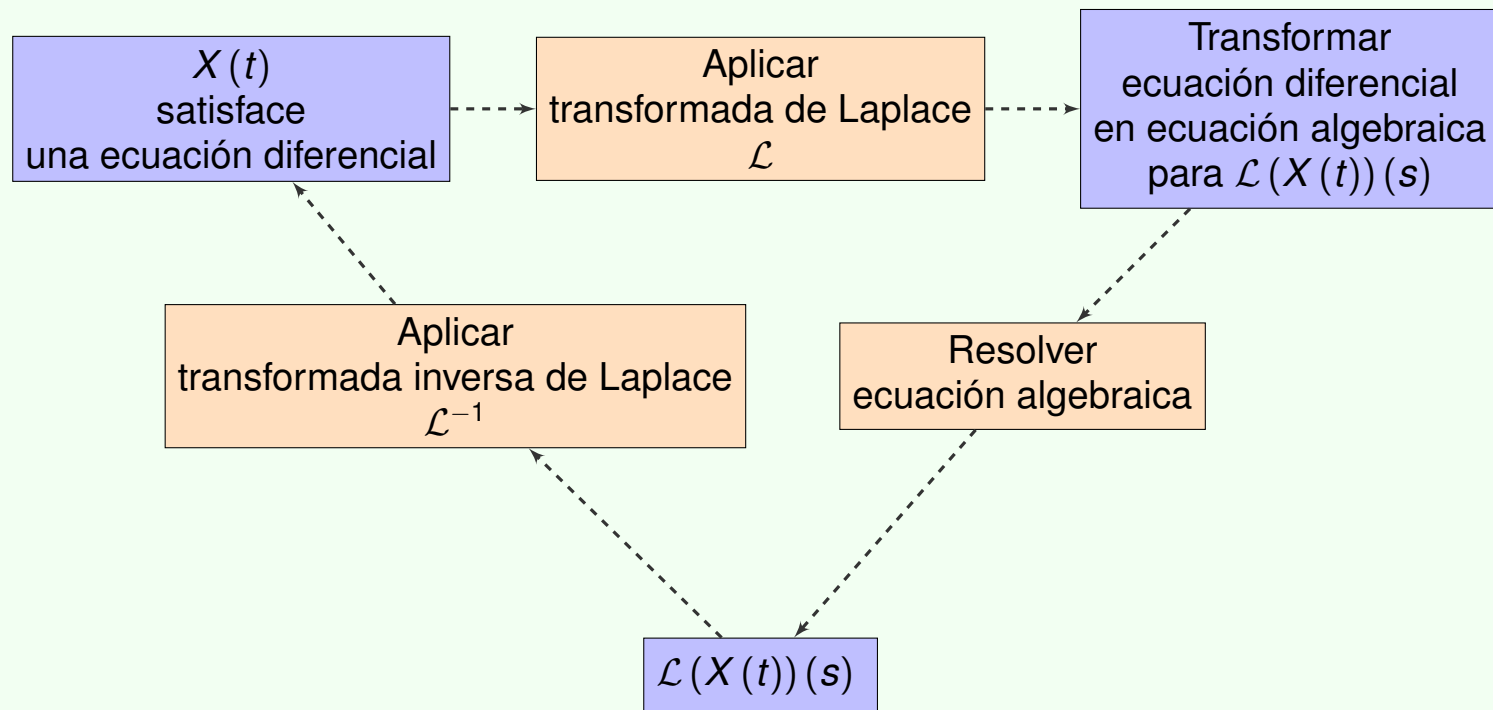 X (t)
satisface
una ecuación diferencial
Aplicar
transformada de Laplace
ℒ
Transformar
ecuación diferencial
en ecuación algebraica
para ℒ (X (t)) (s)
Aplicar
transformada inversa de Laplace
ℒ⁻¹
Resolver
ecuación algebraica
ℒ (X (t)) (s)